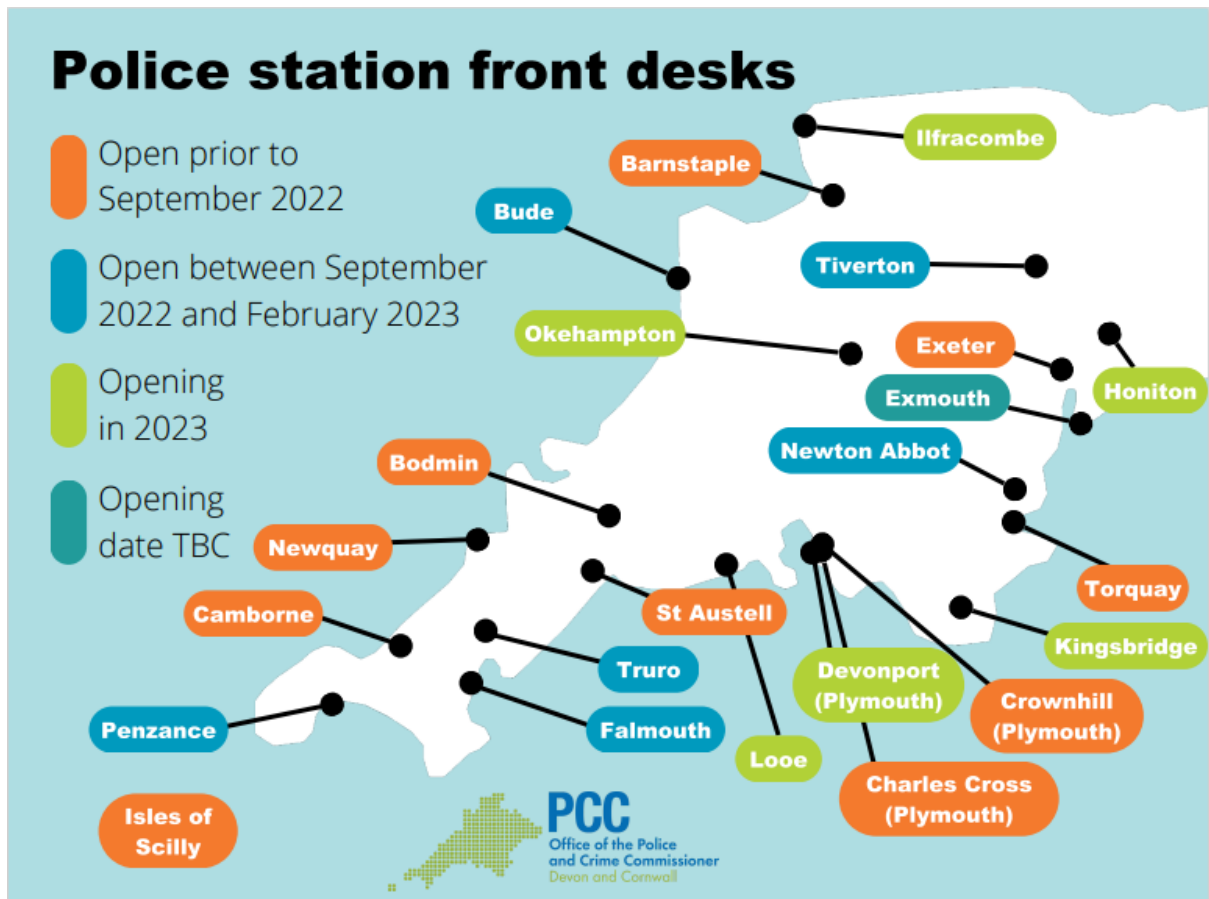 Police station front desks
Open prior to
September 2022
Open between September
2022 and February 2023
Opening
in 2023
Opening
date TBC
Ilfracombe
Barnstaple
Bude
Tiverton
Okehampton
Exeter
Exmouth
Honiton
Newton Abbot
Bodmin
Newquay
Torquay
Camborne
St Austell
Kingsbridge
Truro
Devonport
(Plymouth)
Crownhill
(Plymouth)
Penzance
Falmouth
Looe
Charles Cross
(Plymouth)
Isles of
Scilly
PCC
Office of the Police
and Crime Commissioner
Devon and Cornwall